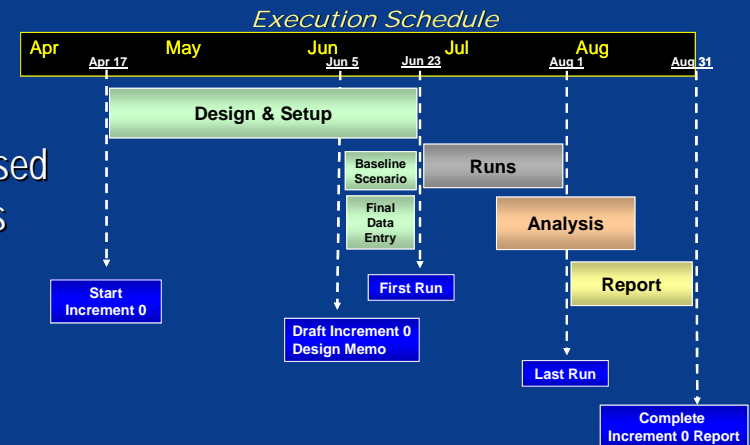 Execution Schedule
Apr May Jun Jul Aug
Apr 17 Jun 5 Jun 23 Aug 1 Aug 31
Design & Setup
Baseline
Scenario
Runs
Final
Data
Entry
Analysis
Report
Start
Increment 0
First Run
Draft Increment 0
Design Memo
Last Run
Complete
Increment 0 Report